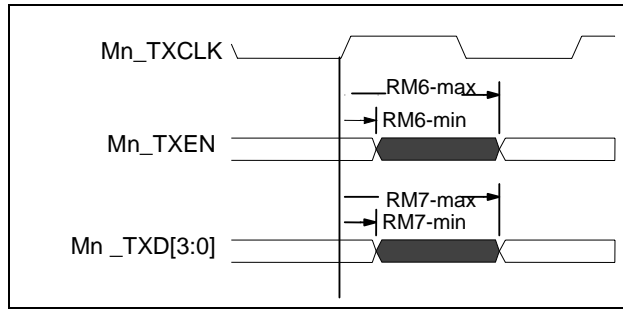 Mn_TXCLK
RM6-max
RM6-min
Mn_TXEN
RM7-max
RM7-min
Mn _TXD[3:0]